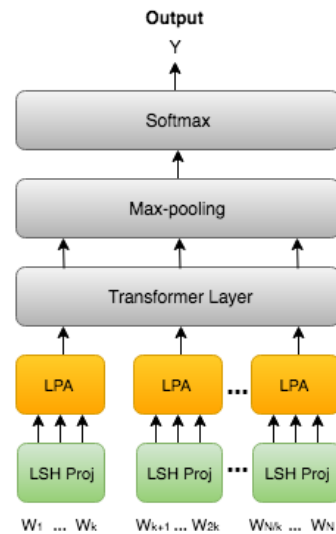 Output
Y
Softmax
Max-pooling
Transformer Layer
LPA LPA ... LPA
LSH Proj LSH Proj ... LSH Proj
W1 ... Wk Wk+1 ... W2k WN/k ... WN